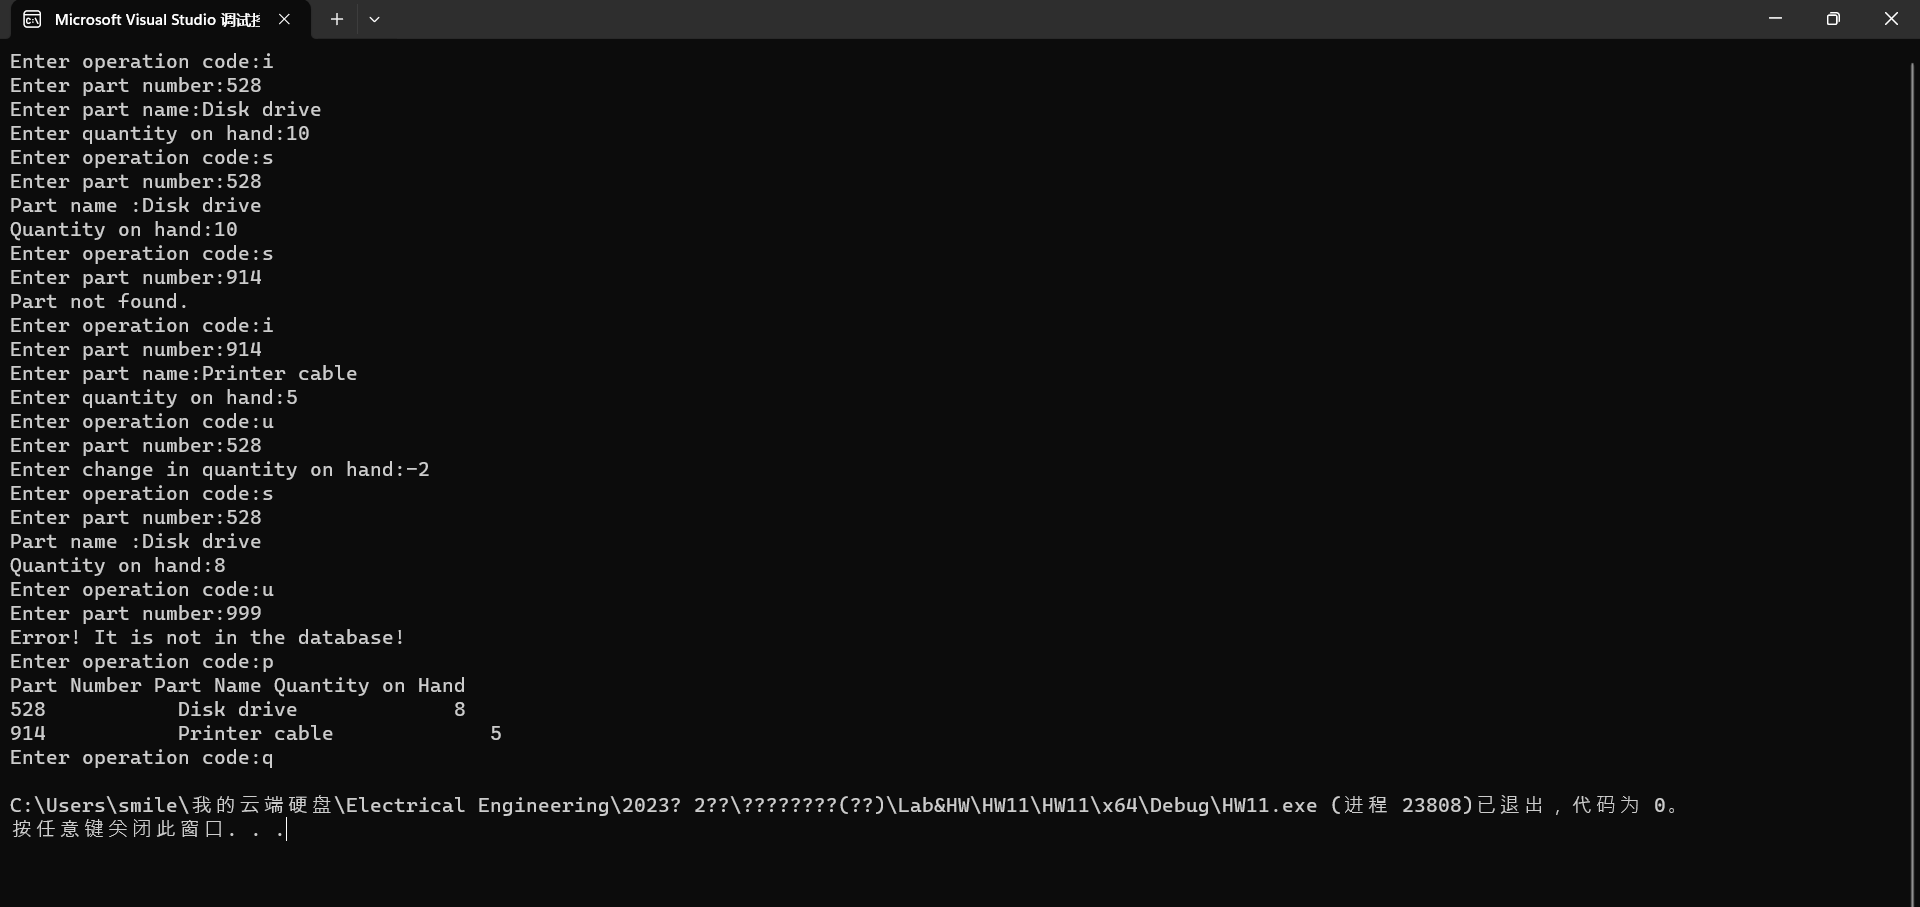 Microsoft Visual Studio 调试
Enter operation code:i
Enter part number:528
Enter part name:Disk drive
Enter quantity on hand:10
Enter operation code:s
Enter part number:528
Part name :Disk drive
Quantity on hand:10
Enter operation code:s
Enter part number:914
Part not found.
Enter operation code:i
Enter part number:914
Enter part name:Printer cable
Enter quantity on hand:5
Enter operation code:u
Enter part number:528
Enter change in quantity on hand:-2
Enter operation code:s
Enter part number:528
Part name :Disk drive
Quantity on hand:8
Enter operation code:u
Enter part number:999
Error! It is not in the database!
Enter operation code:p
Part Number Part Name Quantity on Hand
528           Disk drive             8
914           Printer cable             5
Enter operation code:q
C:\Users\smile\我的云端硬盘\Electrical Engineering\2023? 2??\????????(??)\Lab&HW\HW11\HW11\x64\Debug\HW11.exe (进程 23808)已退出，代码为 0。
按任意键关闭此窗口. . .